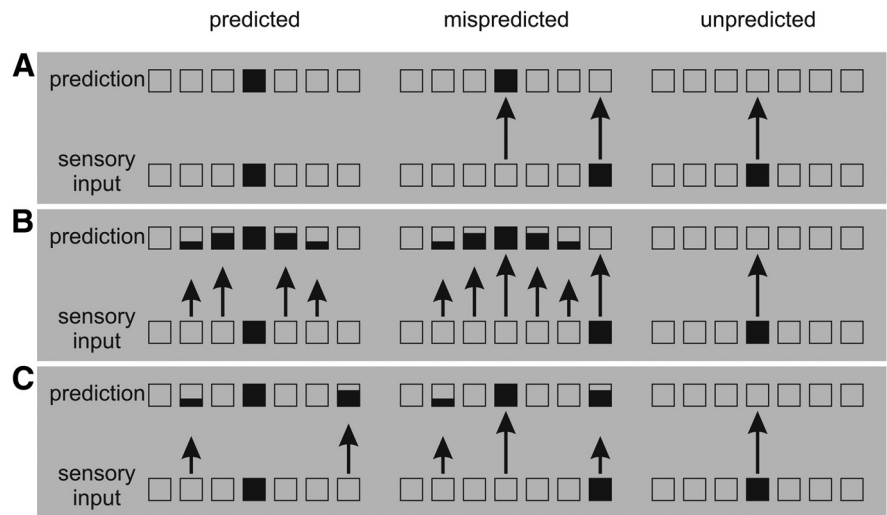 predicted mispredicted unpredicted
A
prediction
sensory
input
B
prediction
sensory
input
C
prediction
sensory
input